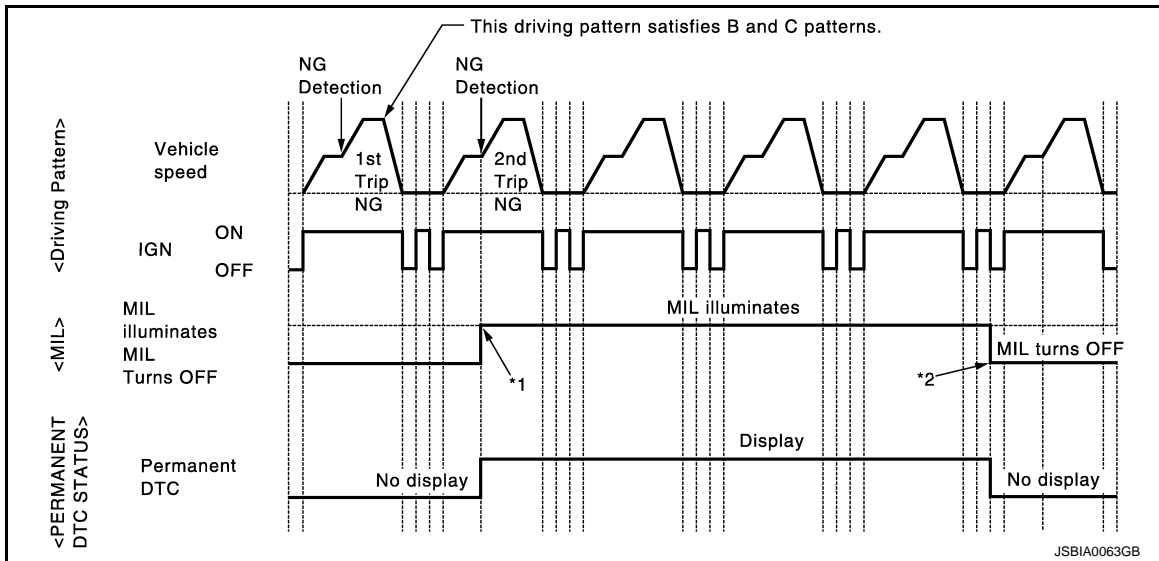 This driving pattern satisfies B and C patterns.
NG
Detection
NG
Detection
<Driving Pattern>
Vehicle
speed
1st
Trip
NG
2nd
Trip
NG
IGN
ON
OFF
<MIL>
MIL
illuminates
MIL
Turns OFF
MIL illuminates
MIL turns OFF
*1
*2
<PERMANENT
DTC STATUS>
Permanent
DTC
No display
Display
No display
JSBIA0063GB